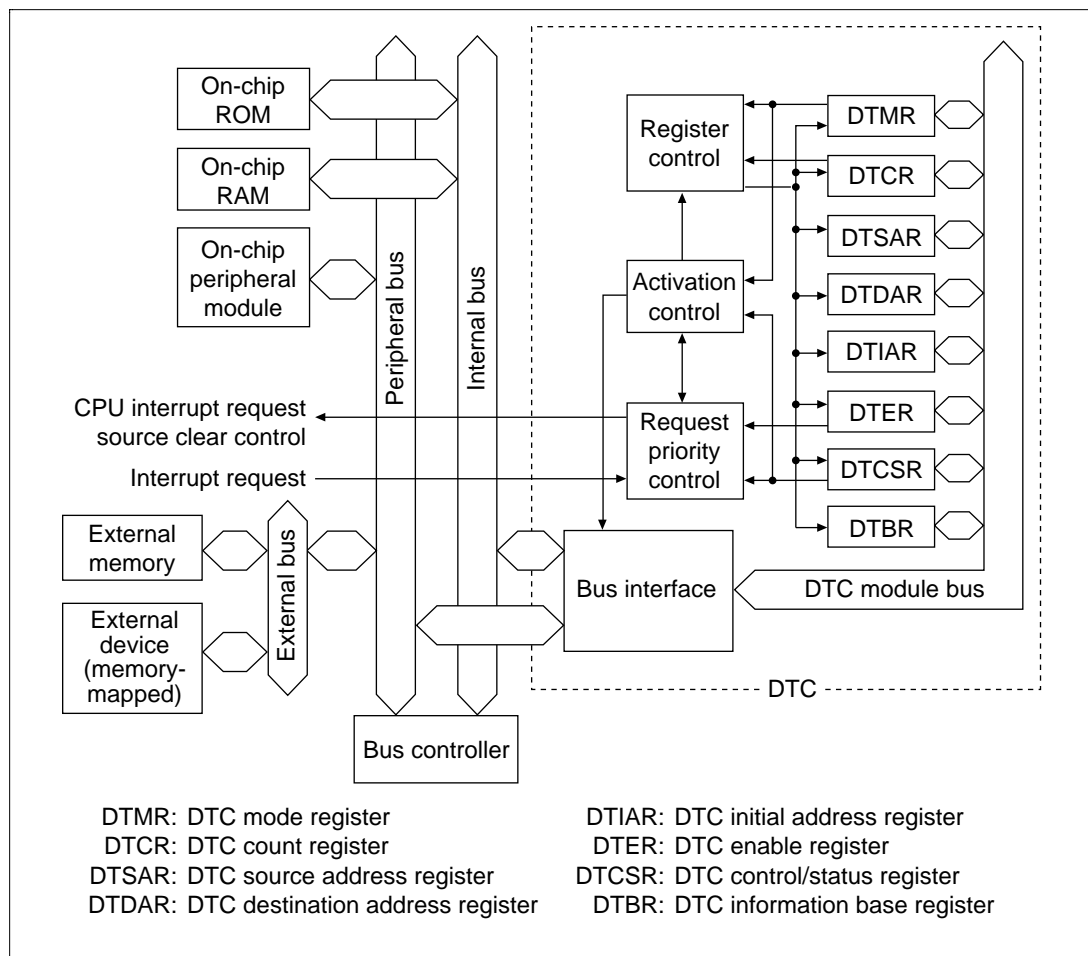 On-chip
ROM
On-chip
RAM
On-chip
peripheral
module
Peripheral bus
Internal bus
CPU interrupt request
source clear control
Interrupt request
External
memory
External
device
(memory-
mapped)
External bus
Bus controller
Register
control
Activation
control
Request
priority
control
Bus interface
DTMR
DTCR
DTSAR
DTDAR
DTIAR
DTER
DTCSR
DTBR
DTC module bus
DTC
DTMR: DTC mode register
DTCR: DTC count register
DTSAR: DTC source address register
DTDAR: DTC destination address register
DTIAR: DTC initial address register
DTER: DTC enable register
DTCSR: DTC control/status register
DTBR: DTC information base register